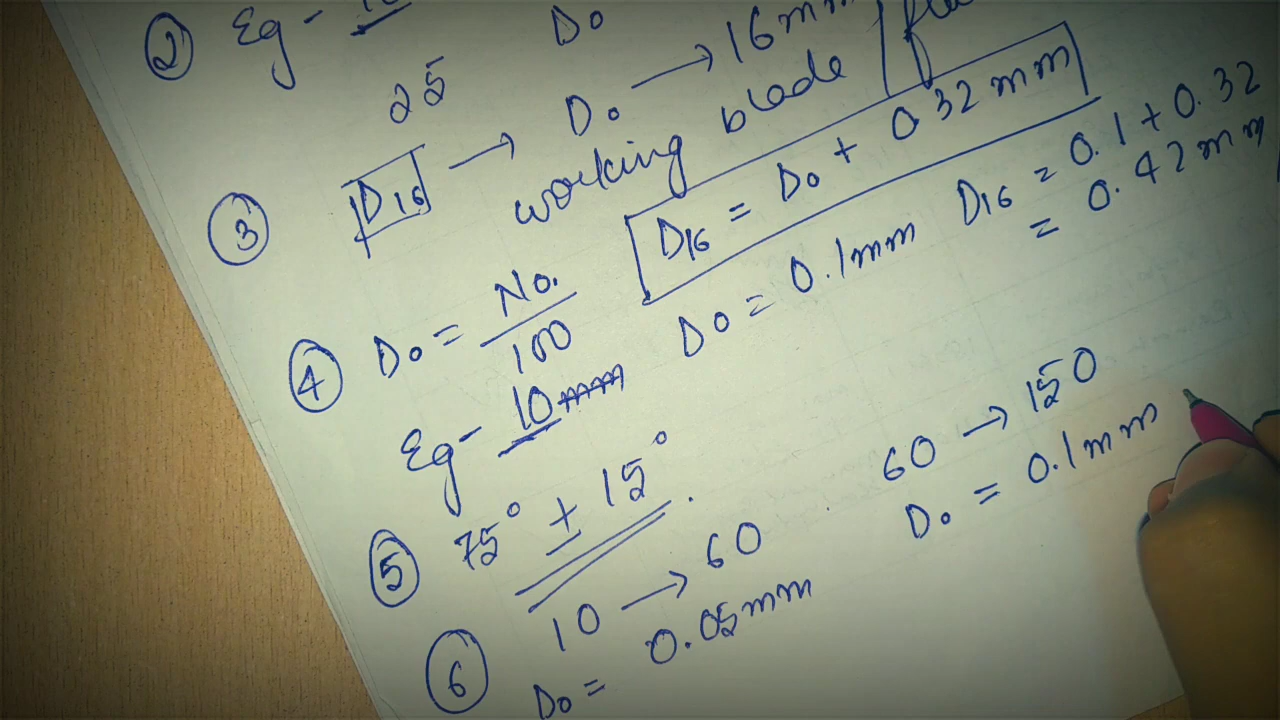 ② Eg - 10
D₀
25
③ D₁₆ → D₀ → 16mm
working blade
D₁₆ = D₀ + 0.32 mm
④ D₀ = No./100
D₀ = 0.1mm D₁₆ = 0.1 + 0.32
= 0.42mm
Eg - 10
⑤ 75° ± 15°.
⑥ 10 → 60
D₀ = 0.05mm
60 → 150
D₀ = 0.1mm